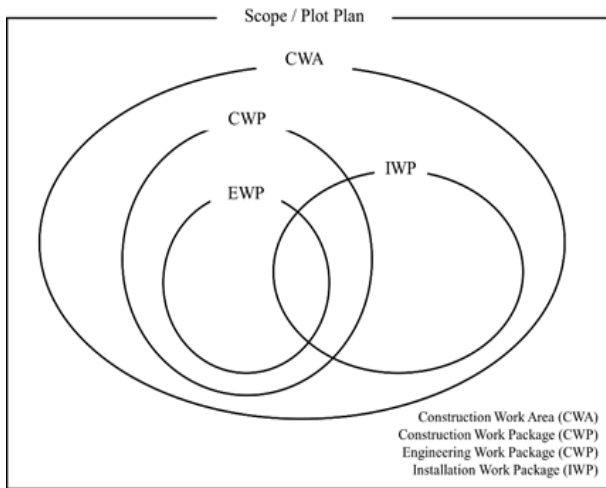 Scope / Plot Plan
CWA
CWP
IWP
EWP
Construction Work Area (CWA)
Construction Work Package (CWP)
Engineering Work Package (CWP)
Installation Work Package (IWP)